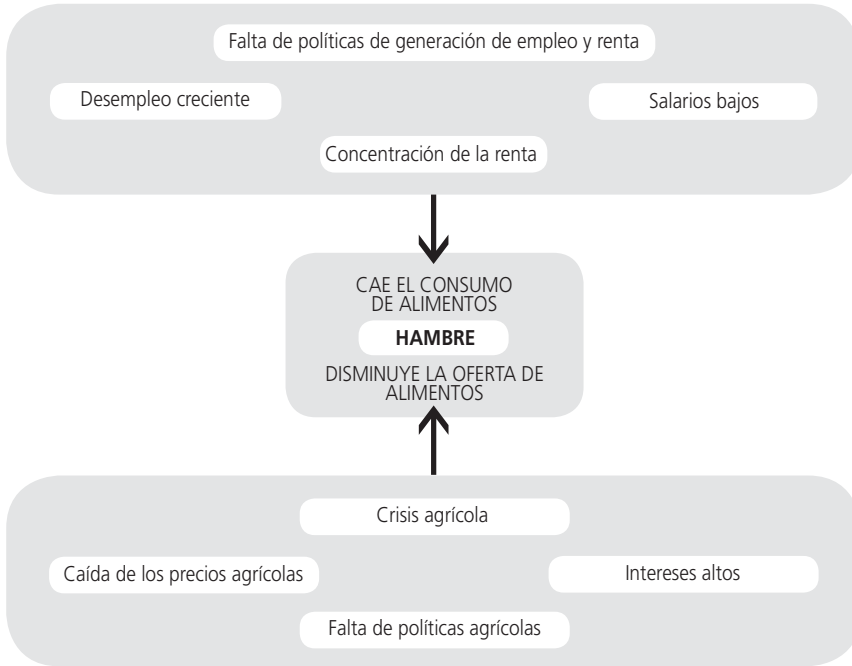 Falta de políticas de generación de empleo y renta
Desempleo creciente
Salarios bajos
Concentración de la renta
CAE EL CONSUMO
DE ALIMENTOS
HAMBRE
DISMINUYE LA OFERTA DE
ALIMENTOS
Crisis agrícola
Caída de los precios agrícolas
Intereses altos
Falta de políticas agrícolas